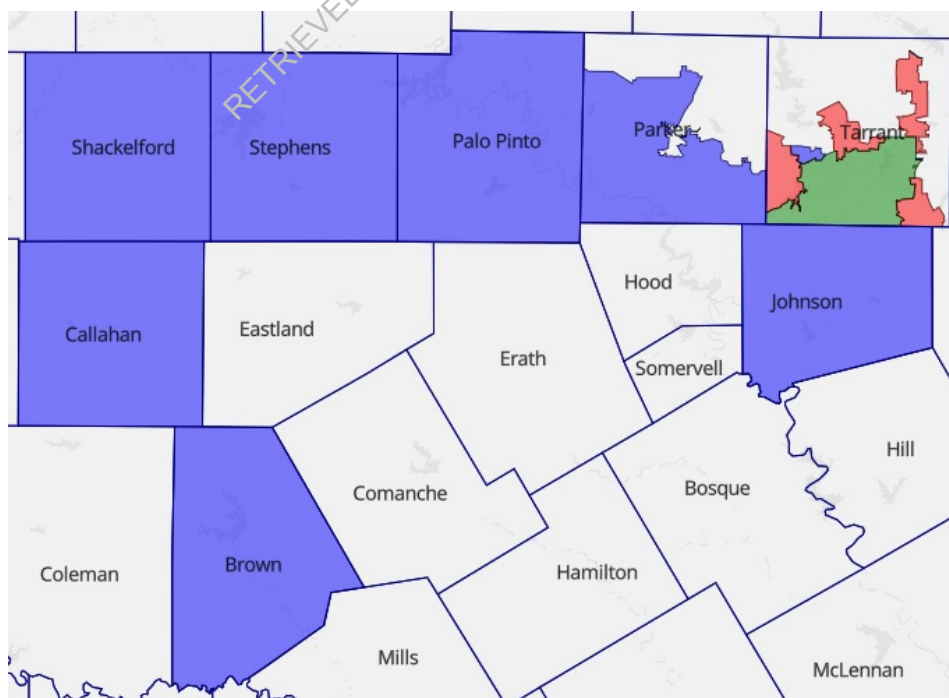 RETRIEVED
Shackelford
Stephens
Palo Pinto
Parker
Tarrant
Callahan
Eastland
Erath
Hood
Johnson
Somervell
Coleman
Brown
Comanche
Hamilton
Bosque
Hill
Mills
McLennan